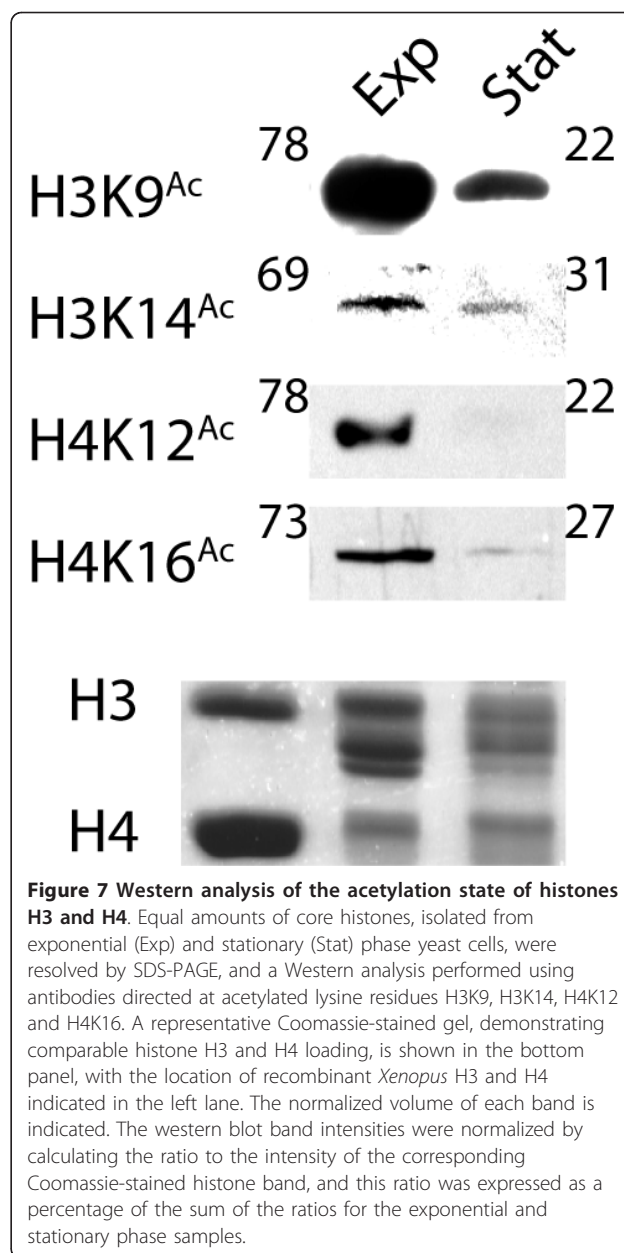 Exp Stat
78 22
H3K9Ac
69 31
H3K14Ac
78 22
H4K12Ac
73 27
H4K16Ac
H3
H4
Figure 7 Western analysis of the acetylation state of histones
H3 and H4. Equal amounts of core histones, isolated from
exponential (Exp) and stationary (Stat) phase yeast cells, were
resolved by SDS-PAGE, and a Western analysis performed using
antibodies directed at acetylated lysine residues H3K9, H3K14, H4K12
and H4K16. A representative Coomassie-stained gel, demonstrating
comparable histone H3 and H4 loading, is shown in the bottom
panel, with the location of recombinant Xenopus H3 and H4
indicated in the left lane. The normalized volume of each band is
indicated. The western blot band intensities were normalized by
calculating the ratio to the intensity of the corresponding
Coomassie-stained histone band, and this ratio was expressed as a
percentage of the sum of the ratios for the exponential and
stationary phase samples.